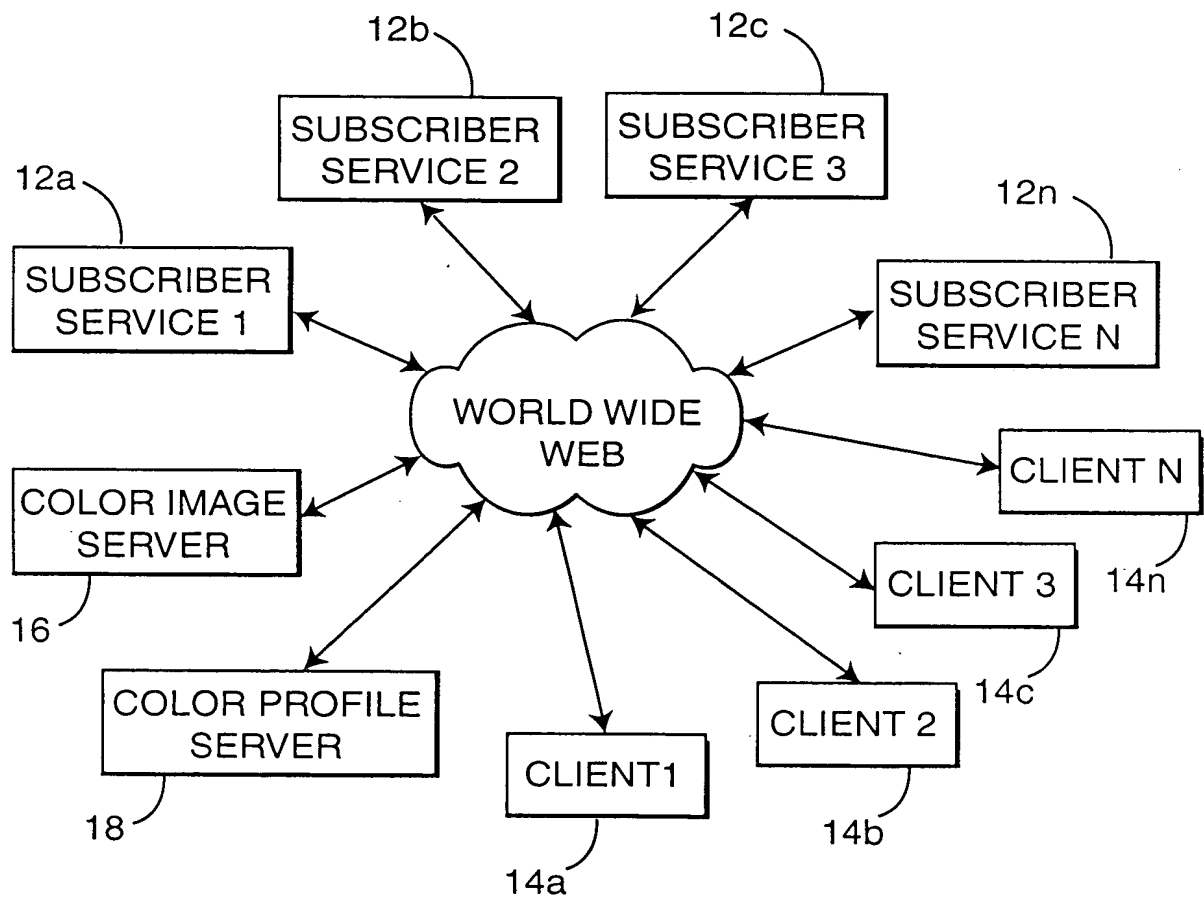 12b
12c
SUBSCRIBER
SERVICE 2
SUBSCRIBER
SERVICE 3
12a
12n
SUBSCRIBER
SERVICE 1
SUBSCRIBER
SERVICE N
WORLD WIDE
WEB
CLIENT N
COLOR IMAGE
SERVER
CLIENT 3
14n
16
COLOR PROFILE
SERVER
14c
CLIENT 2
CLIENT1
18
14b
14a